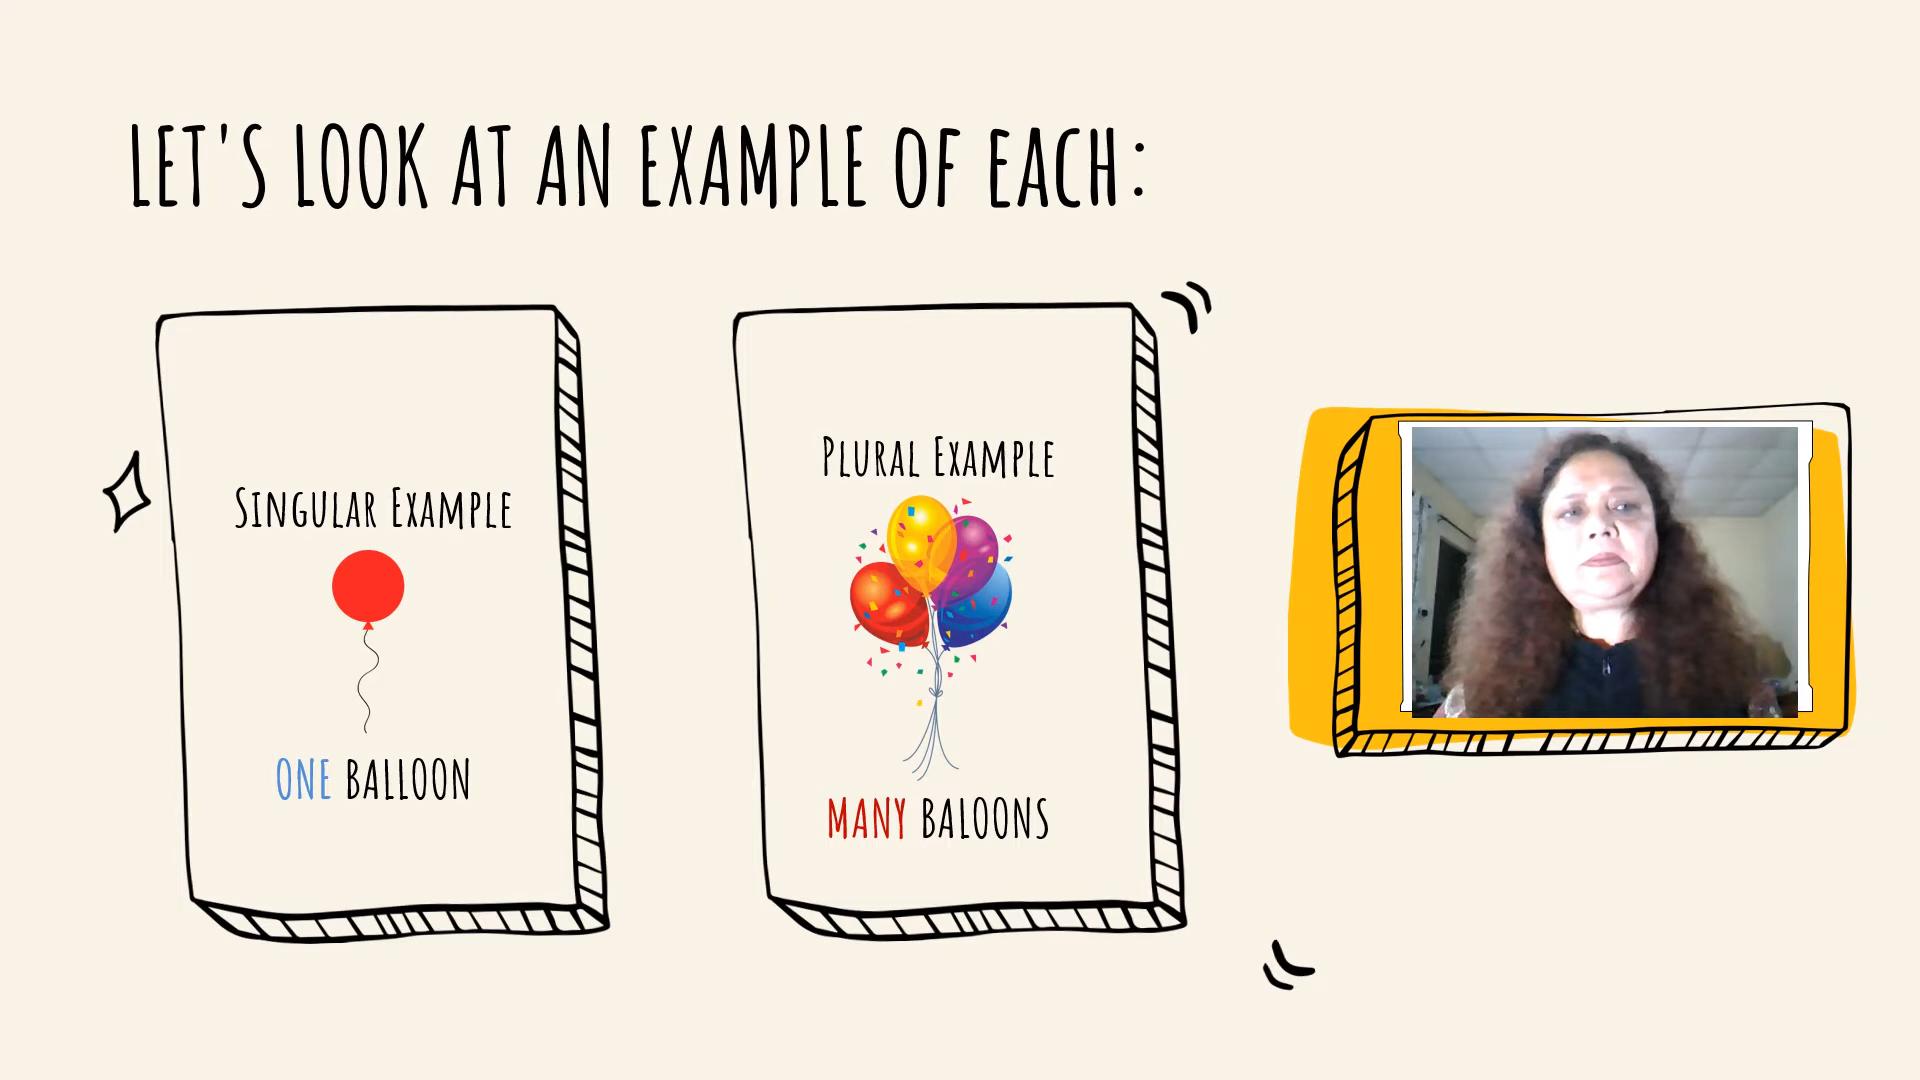 LET'S LOOK AT AN EXAMPLE OF EACH:
SINGULAR EXAMPLE
ONE BALLOON
PLURAL EXAMPLE
MANY BALOONS